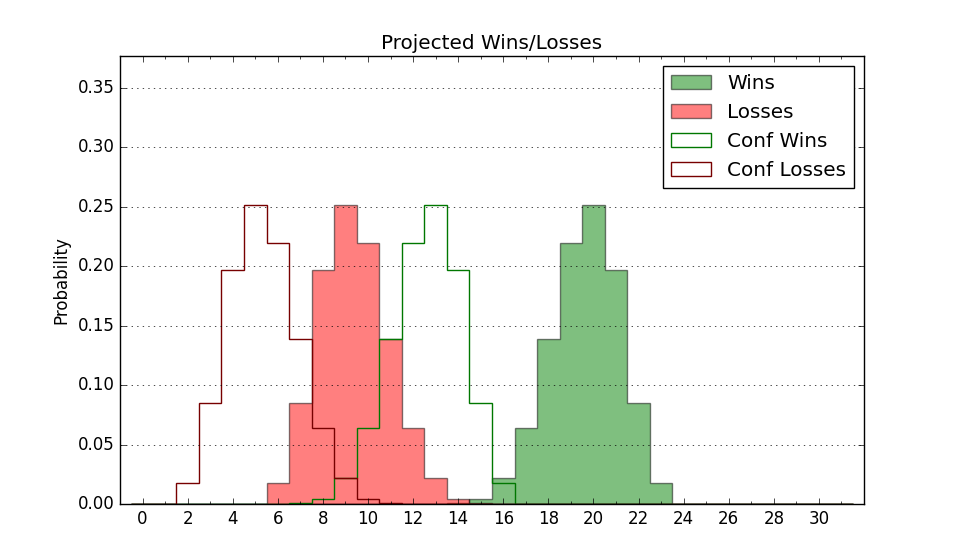 Projected Wins/Losses
Probability
0.35
0.30
0.25
0.20
0.15
0.10
0.05
0.00
0 2 4 6 8 10 12 14 16 18 20 22 24 26 28 30
Wins
Losses
Conf Wins
Conf Losses